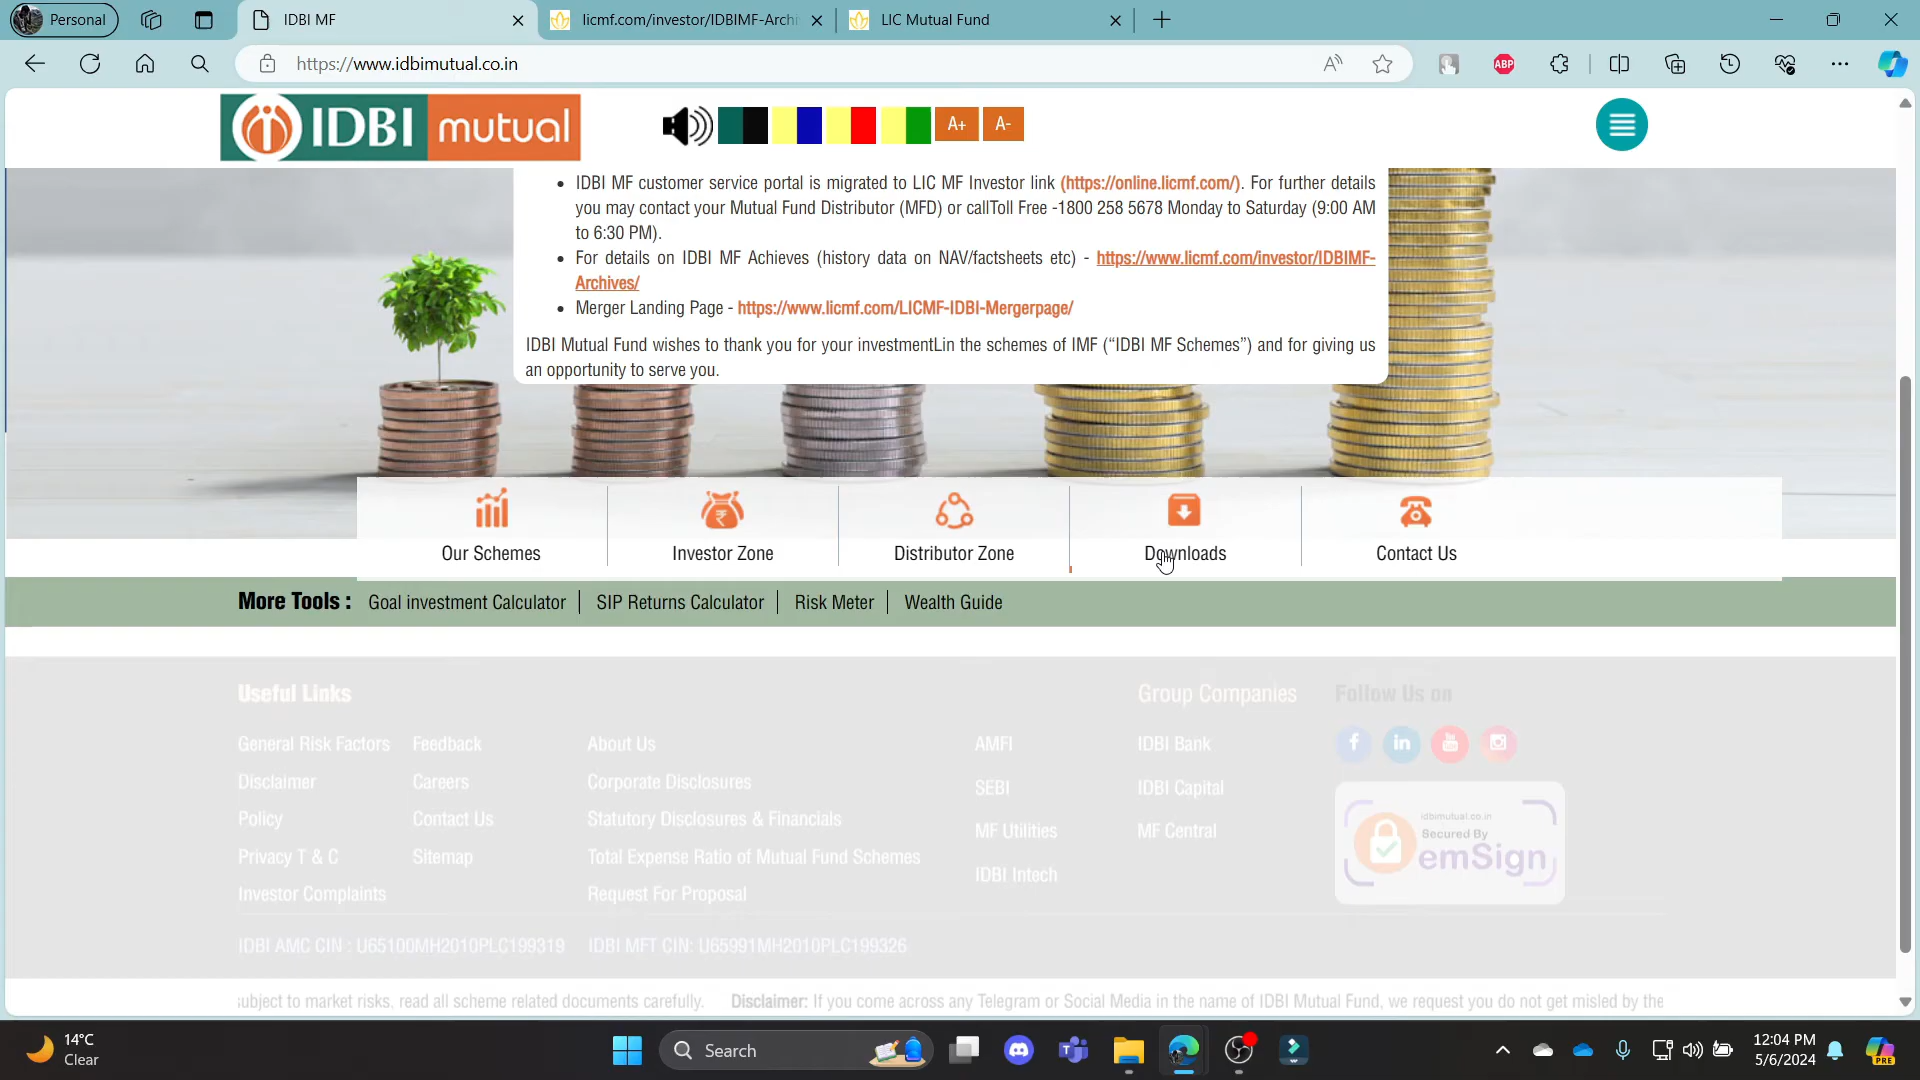 Personal
IDBI MF
licmf.com/investor/IDBIMF-Archi
LIC Mutual Fund
https://www.idbimutual.co.in
ABP
IDBI mutual
A+
A-
• IDBI MF customer service portal is migrated to LIC MF Investor link (https://online.licmf.com/). For further details
you may contact your Mutual Fund Distributor (MFD) or callToll Free -1800 258 5678 Monday to Saturday (9:00 AM
to 6:30 PM).
• For details on IDBI MF Achieves (history data on NAV/factsheets etc) - https://www.licmf.com/investor/IDBIMF-
Archives/
• Merger Landing Page - https://www.licmf.com/LICMF-IDBI-Mergerpage/
IDBI Mutual Fund wishes to thank you for your investmentLin the schemes of IMF (“IDBI MF Schemes”) and for giving us
an opportunity to serve you.
Our Schemes
Investor Zone
Distributor Zone
Downloads
Contact Us
More Tools : Goal investment Calculator | SIP Returns Calculator | Risk Meter | Wealth Guide
Useful Links
Group Companies
Follow Us on
General Risk Factors
Feedback
About Us
AMFI
IDBI Bank
Disclaimer
Careers
Corporate Disclosures
SEBI
IDBI Capital
Policy
Contact Us
Statutory Disclosures & Financials
MF Utilities
MF Central
Privacy T & C
Sitemap
Total Expense Ratio of Mutual Fund Schemes
IDBI Intech
Investor Complaints
Request For Proposal
idbimutual.co.in
Secured By
emSign
IDBI AMC CIN : U65100MH2010PLC199319
IDBI MFT CIN: U65991MH2010PLC199326
subject to market risks, read all scheme related documents carefully. Disclaimer: If you come across any Telegram or Social Media in the name of IDBI Mutual Fund, we request you do not get misled by the
14°C
Clear
Search
12:04 PM
5/6/2024
PRE